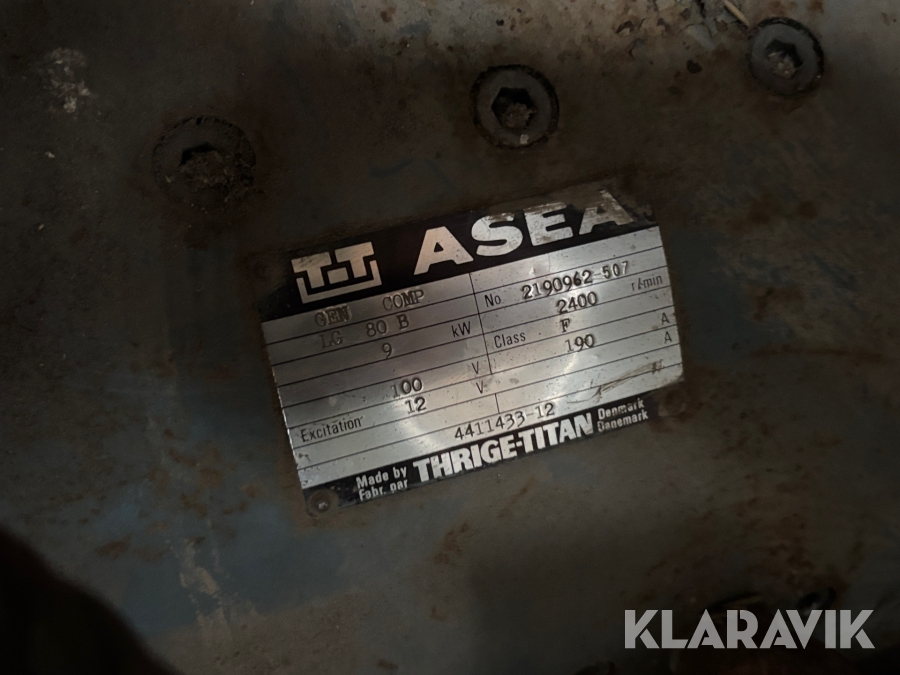 T-T ASEA
GEN COMP No 2190962-507
LG 80 B 2400 r/min
9 kW Class F
190 A
100 V A
Excitation 12 V
4411433-12
Made by THRIGE-TITAN Denmark
Fabr. par Danemark
KLARAVIK